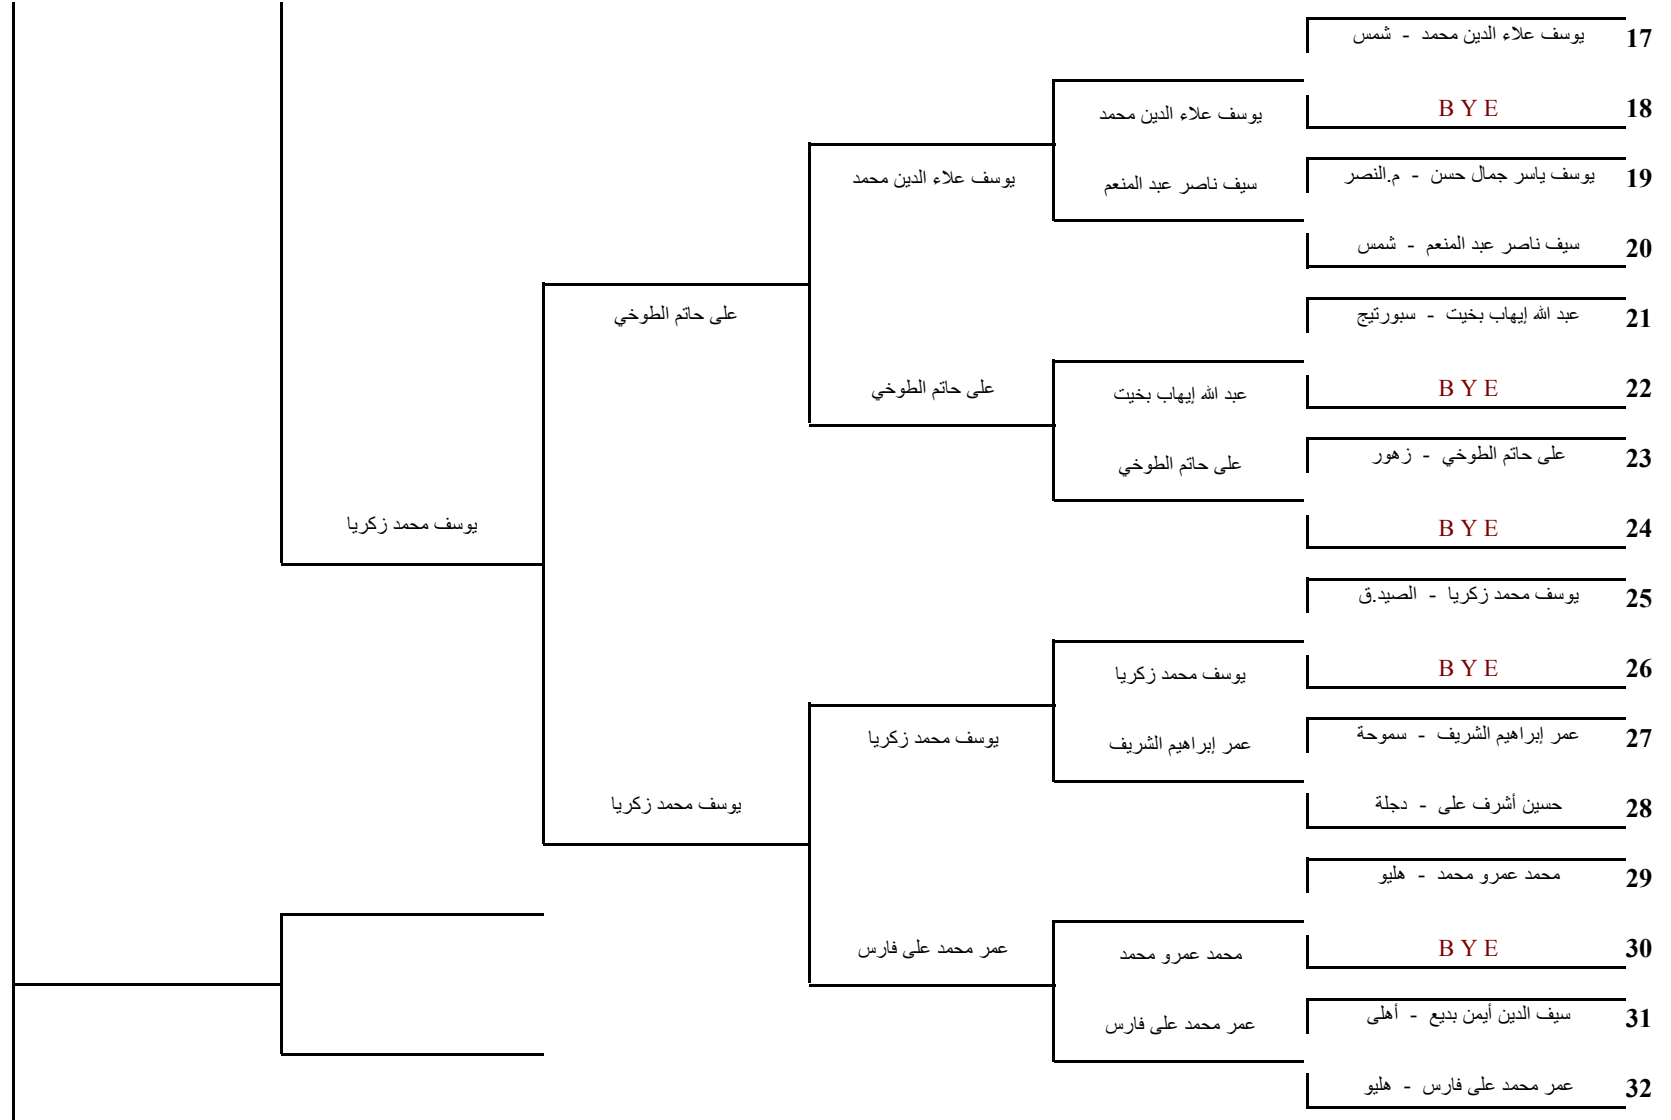 17 يوسف علاء الدين محمد - شمس
18 B Y E
يوسف علاء الدين محمد
19 يوسف ياسر جمال حسن - م.النصر
يوسف علاء الدين محمد
سيف ناصر عبد المنعم
20 سيف ناصر عبد المنعم - شمس
21 عبد الله إيهاب بخيت - سبورتيج
على حاتم الطوخي
22 B Y E
عبد الله إيهاب بخيت
على حاتم الطوخي
23 على حاتم الطوخي - زهور
على حاتم الطوخي
24 B Y E
يوسف محمد زكريا
25 يوسف محمد زكريا - الصيد.ق
26 B Y E
يوسف محمد زكريا
27 عمر إبراهيم الشريف - سموحة
عمر إبراهيم الشريف
يوسف محمد زكريا
28 حسين أشرف على - دجلة
يوسف محمد زكريا
29 محمد عمرو محمد - هليو
30 B Y E
محمد عمرو محمد
عمر محمد على فارس
31 سيف الدين أيمن بديع - أهلى
عمر محمد على فارس
32 عمر محمد على فارس - هليو